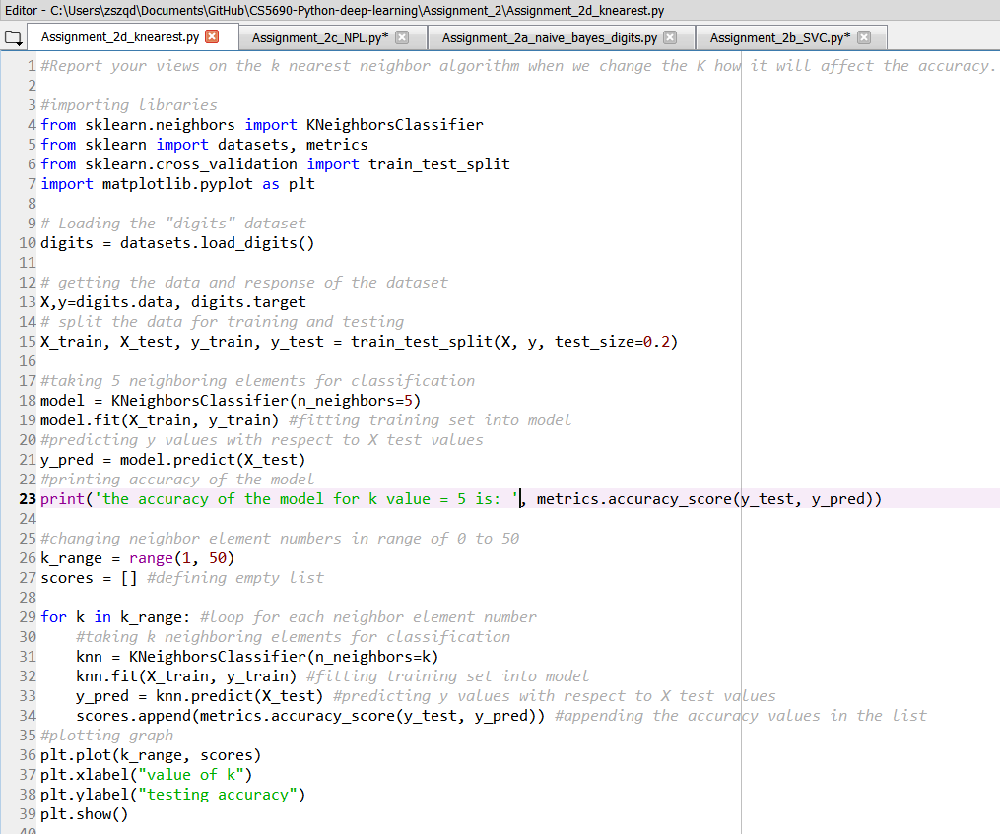 Editor - C:\Users\zszqd\Documents\GitHub\CS5690-Python-deep-learning\Assignment_2\Assignment_2d_knearest.py
Assignment_2d_knearest.py Assignment_2c_NPL.py* Assignment_2a_naive_bayes_digits.py Assignment_2b_SVC.py*
1 #Report your views on the k nearest neighbor algorithm when we change the K how it will affect the accuracy.
2
3 #importing libraries
4 from sklearn.neighbors import KNeighborsClassifier
5 from sklearn import datasets, metrics
6 from sklearn.cross_validation import train_test_split
7 import matplotlib.pyplot as plt
8
9 # Loading the "digits" dataset
10 digits = datasets.load_digits()
11
12 # getting the data and response of the dataset
13 X,y=digits.data, digits.target
14 # split the data for training and testing
15 X_train, X_test, y_train, y_test = train_test_split(X, y, test_size=0.2)
16
17 #taking 5 neighboring elements for classification
18 model = KNeighborsClassifier(n_neighbors=5)
19 model.fit(X_train, y_train) #fitting training set into model
20 #predicting y values with respect to X test values
21 y_pred = model.predict(X_test)
22 #printing accuracy of the model
23 print('the accuracy of the model for k value = 5 is: ', metrics.accuracy_score(y_test, y_pred))
24
25 #changing neighbor element numbers in range of 0 to 50
26 k_range = range(1, 50)
27 scores = [] #defining empty list
28
29 for k in k_range: #loop for each neighbor element number
30     #taking k neighboring elements for classification
31     knn = KNeighborsClassifier(n_neighbors=k)
32     knn.fit(X_train, y_train) #fitting training set into model
33     y_pred = knn.predict(X_test) #predicting y values with respect to X test values
34     scores.append(metrics.accuracy_score(y_test, y_pred)) #appending the accuracy values in the list
35 #plotting graph
36 plt.plot(k_range, scores)
37 plt.xlabel("value of k")
38 plt.ylabel("testing accuracy")
39 plt.show()
40